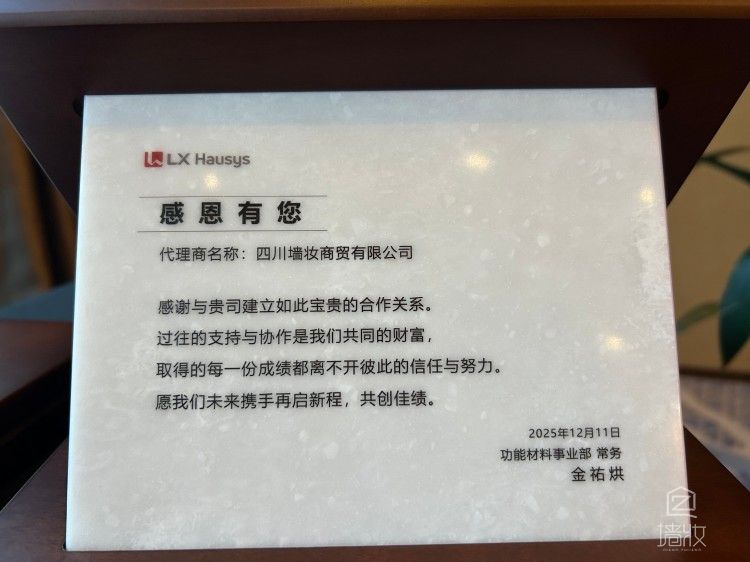 LX Hausys
感恩有您
代理商名称：四川墙妆商贸有限公司
感谢与贵司建立如此宝贵的合作关系。
过往的支持与协作是我们共同的财富，
取得的每一份成绩都离不开彼此的信任与努力。
愿我们未来携手再启新程，共创佳绩。
2025年12月11日
功能材料事业部 常务
金祐烘
墙妆